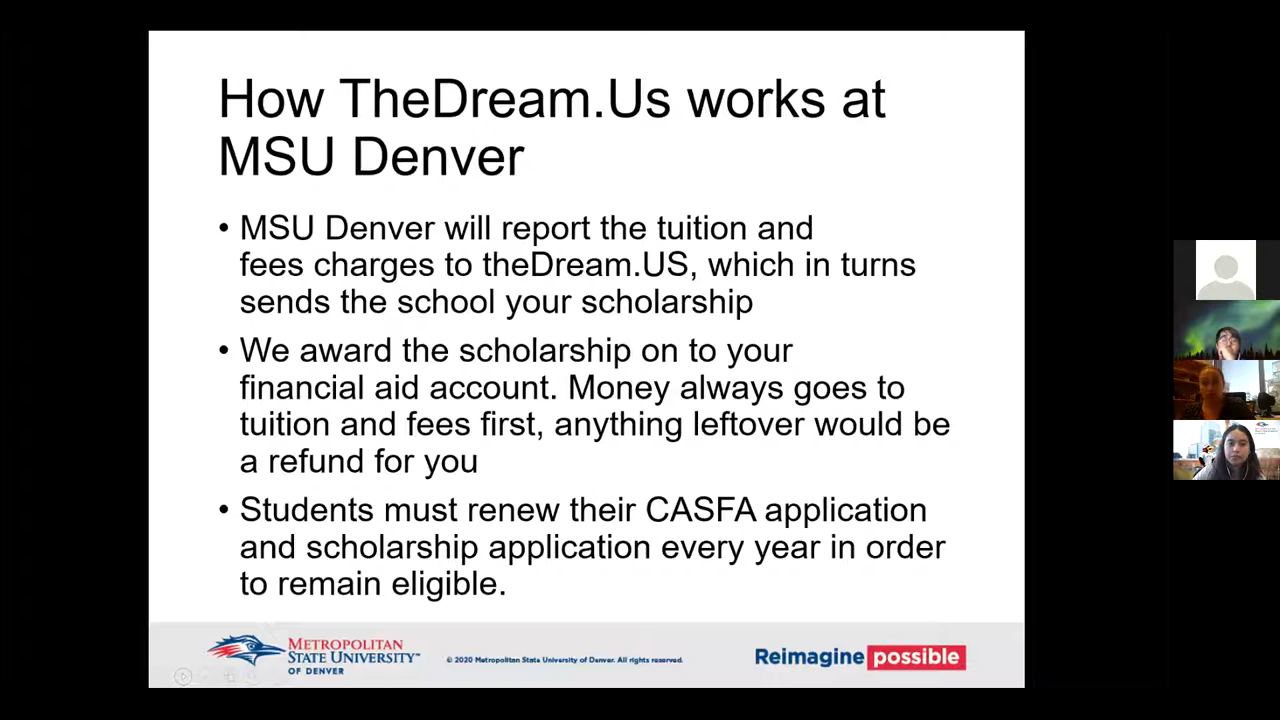 How TheDream.Us works at
MSU Denver
• MSU Denver will report the tuition and
fees charges to theDream.US, which in turns
sends the school your scholarship
• We award the scholarship on to your
financial aid account. Money always goes to
tuition and fees first, anything leftover would be
a refund for you
• Students must renew their CASFA application
and scholarship application every year in order
to remain eligible.
METROPOLITAN
STATE UNIVERSITY™
OF DENVER
© 2020 Metropolitan State University of Denver. All rights reserved.
Reimagine possible